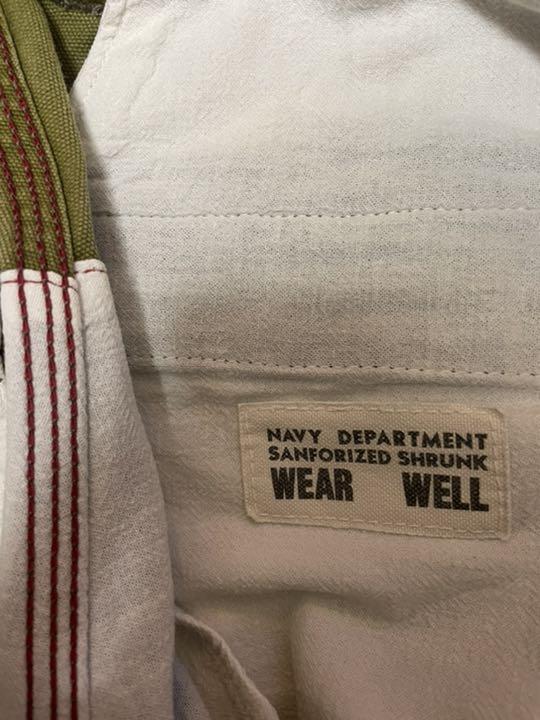 NAVY DEPARTMENT
SANFORIZED SHRUNK
WEAR WELL